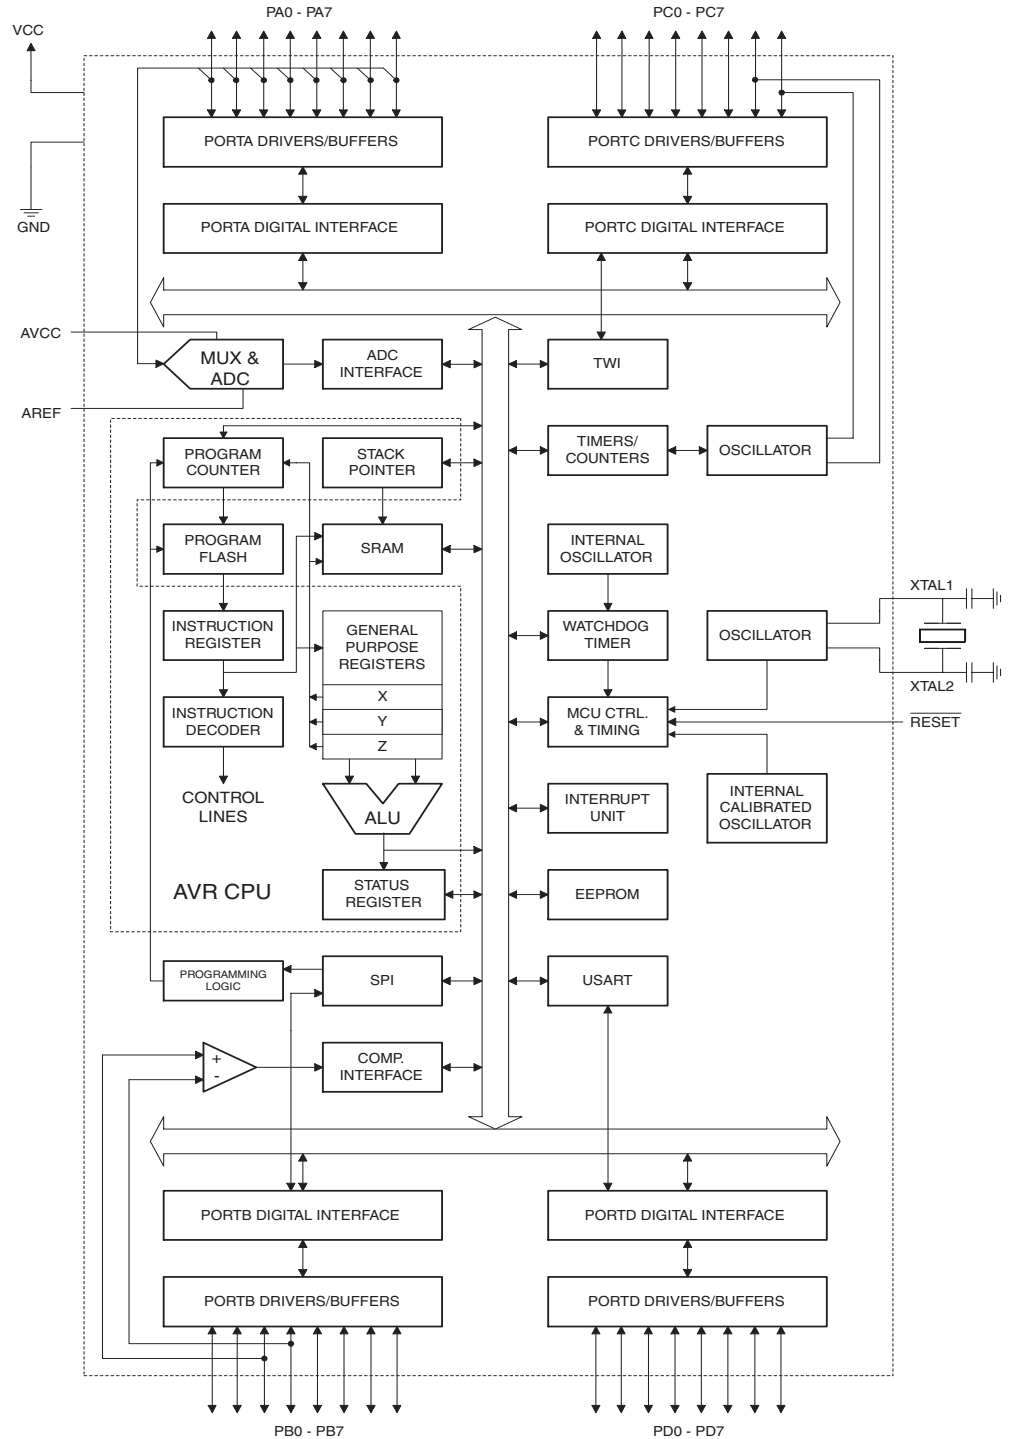 PA0 - PA7
PC0 - PC7
VCC
PORTA DRIVERS/BUFFERS
PORTC DRIVERS/BUFFERS
GND
PORTA DIGITAL INTERFACE
PORTC DIGITAL INTERFACE
AVCC
MUX &
ADC
ADC
INTERFACE
TWI
AREF
PROGRAM
COUNTER
STACK
POINTER
TIMERS/
COUNTERS
OSCILLATOR
PROGRAM
FLASH
SRAM
INTERNAL
OSCILLATOR
XTAL1
INSTRUCTION
REGISTER
GENERAL
PURPOSE
REGISTERS
WATCHDOG
TIMER
OSCILLATOR
XTAL2
X
Y
Z
INSTRUCTION
DECODER
MCU CTRL.
& TIMING
RESET
CONTROL
LINES
ALU
INTERRUPT
UNIT
INTERNAL
CALIBRATED
OSCILLATOR
AVR CPU
STATUS
REGISTER
EEPROM
PROGRAMMING
LOGIC
SPI
USART
+
-
COMP.
INTERFACE
PORTB DIGITAL INTERFACE
PORTD DIGITAL INTERFACE
PORTB DRIVERS/BUFFERS
PORTD DRIVERS/BUFFERS
PB0 - PB7
PD0 - PD7